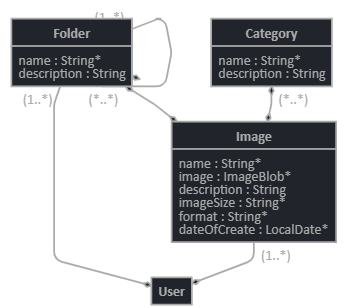 (1..*)
Folder
name : String*
description : String
Category
name : String*
description : String
(1..*)
(*..*)
(*..*)
Image
name : String*
image : ImageBlob*
description : String
imageSize : String*
format : String*
dateOfCreate : LocalDate*
(1..*)
User